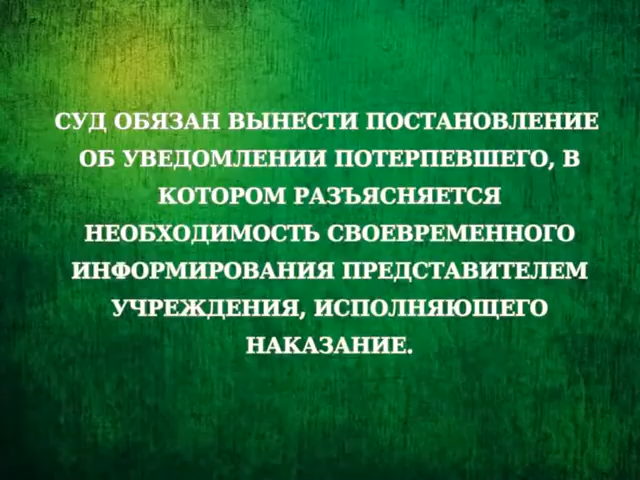 СУД ОБЯЗАН ВЫНЕСТИ ПОСТАНОВЛЕНИЕ
ОБ УВЕДОМЛЕНИИ ПОТЕРПЕВШЕГО, В
КОТОРОМ РАЗЪЯСНЯЕТСЯ
НЕОБХОДИМОСТЬ СВОЕВРЕМЕННОГО
ИНФОРМИРОВАНИЯ ПРЕДСТАВИТЕЛЕМ
УЧРЕЖДЕНИЯ, ИСПОЛНЯЮЩЕГО
НАКАЗАНИЕ.